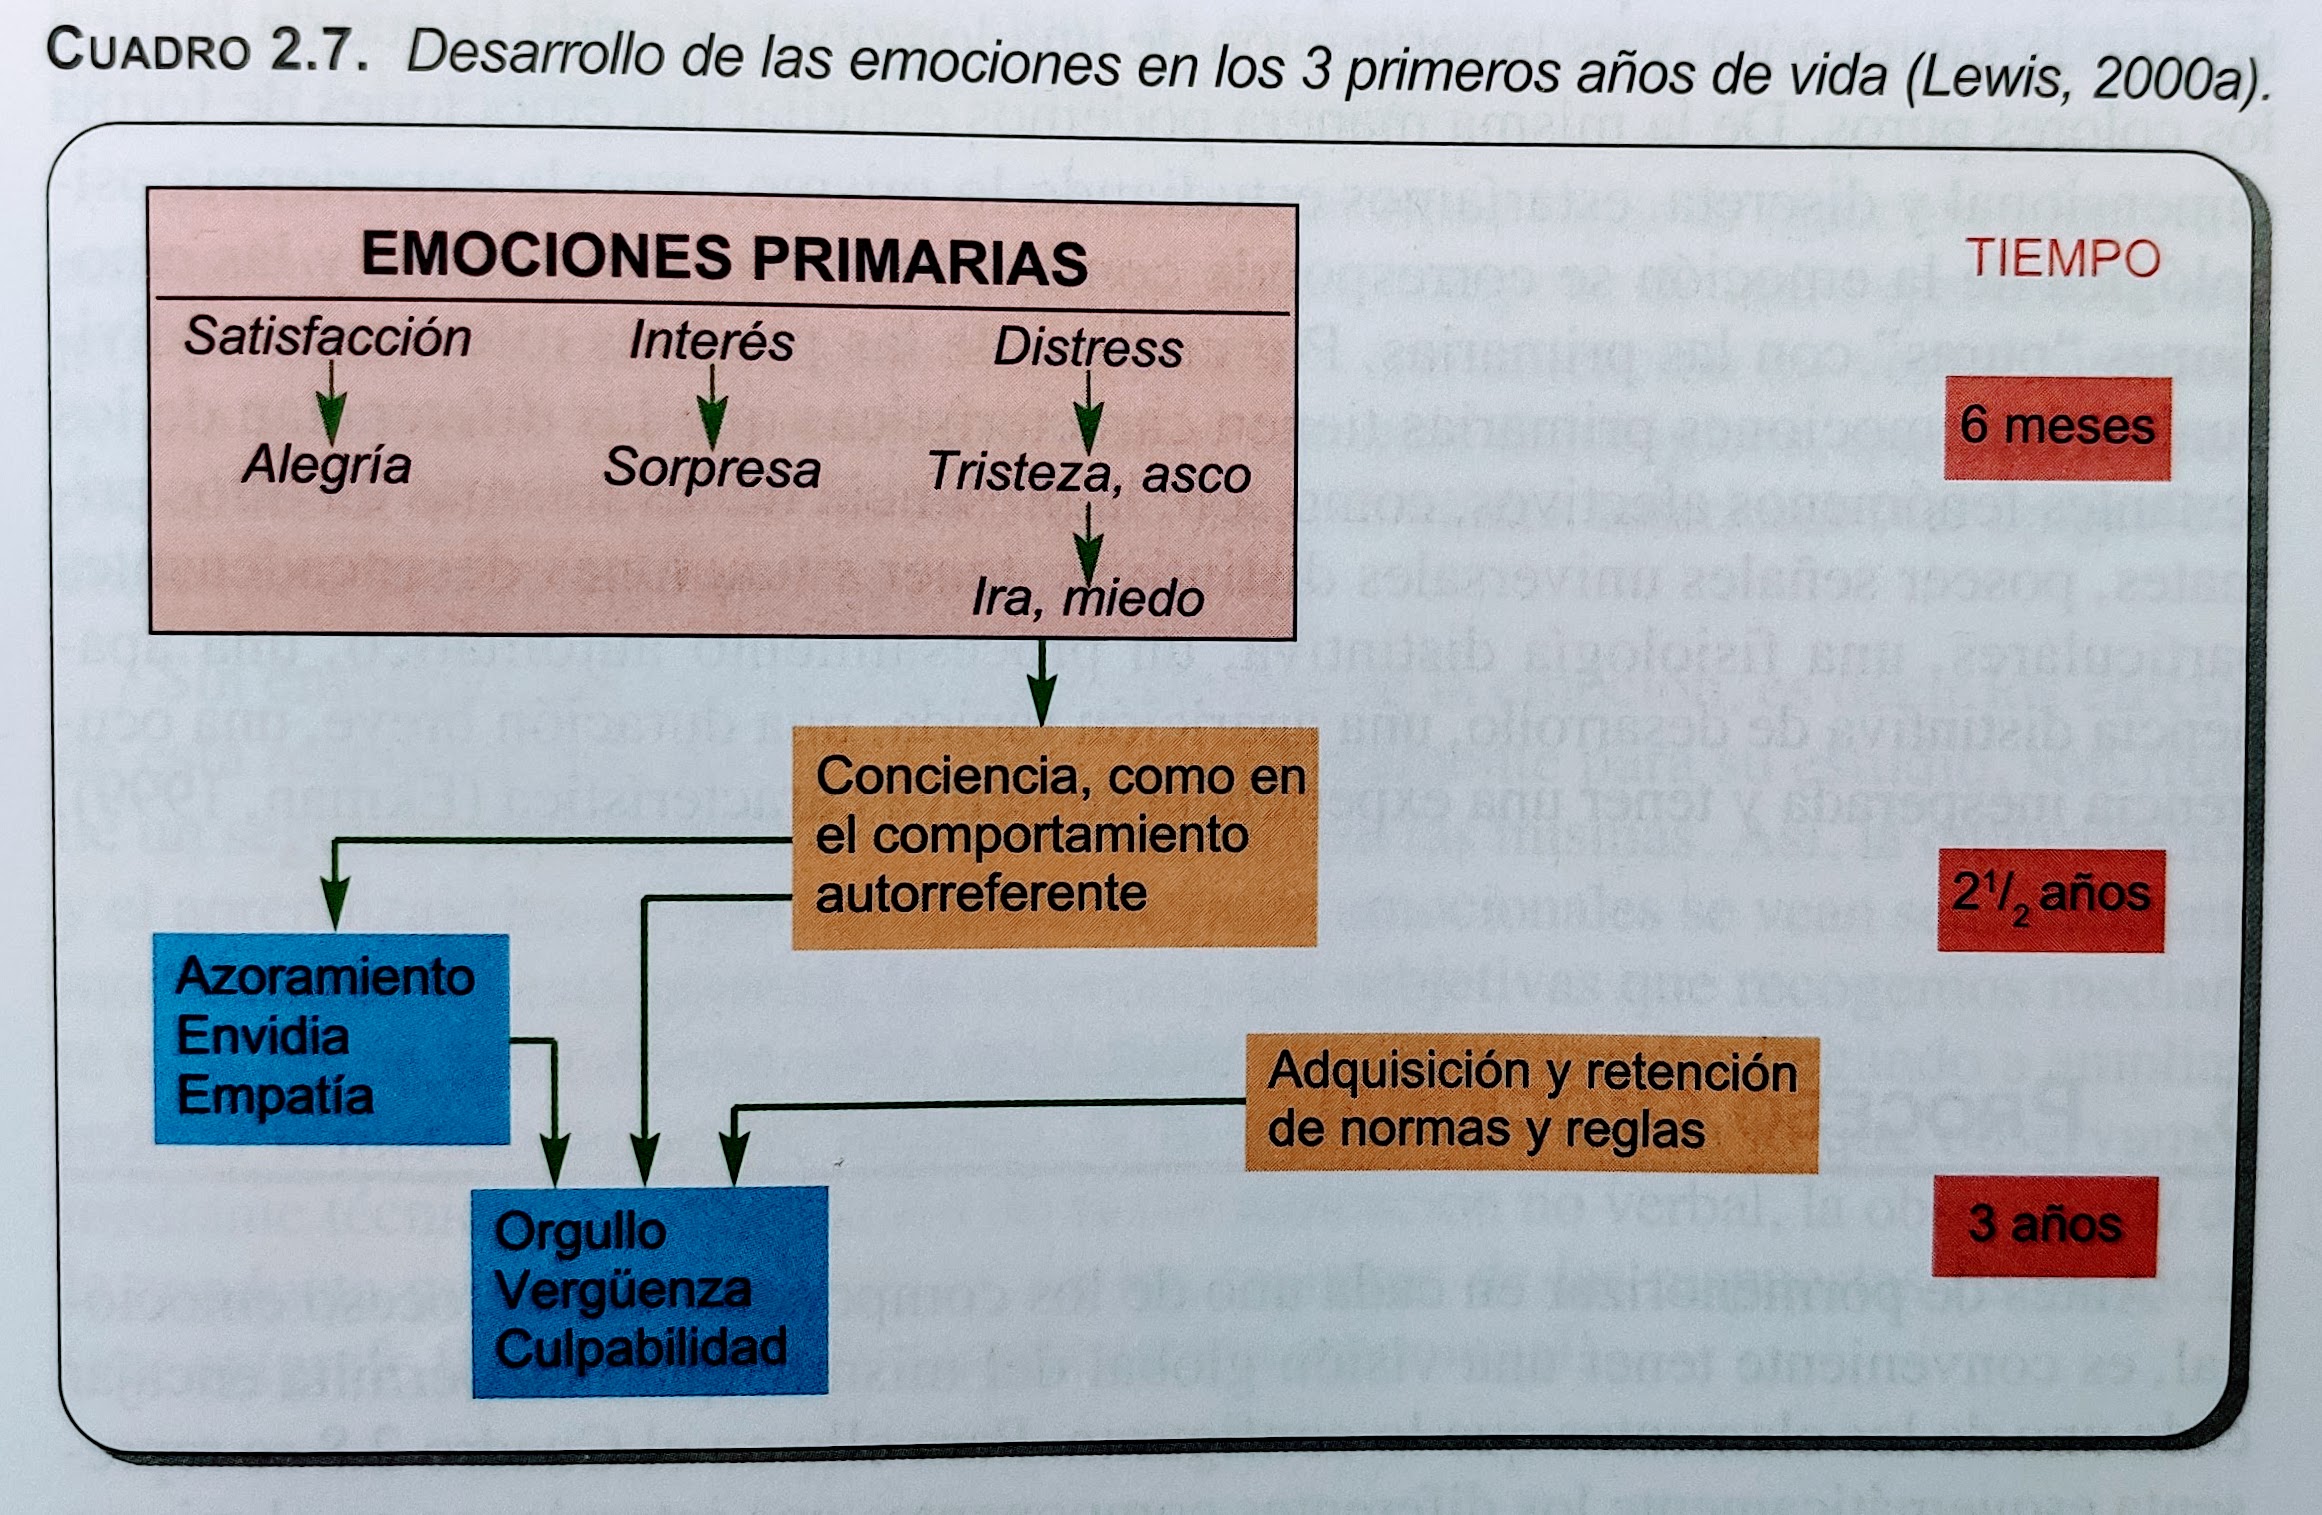 CUADRO 2.7. Desarrollo de las emociones en los 3 primeros años de vida (Lewis, 2000a).
EMOCIONES PRIMARIAS
TIEMPO
Satisfacción Interés Distress
Alegría Sorpresa Tristeza, asco
6 meses
Ira, miedo
Conciencia, como en
el comportamiento
autorreferente
2 1/2 años
Azoramiento
Envidia
Empatía
Adquisición y retención
de normas y reglas
3 años
Orgullo
Vergüenza
Culpabilidad